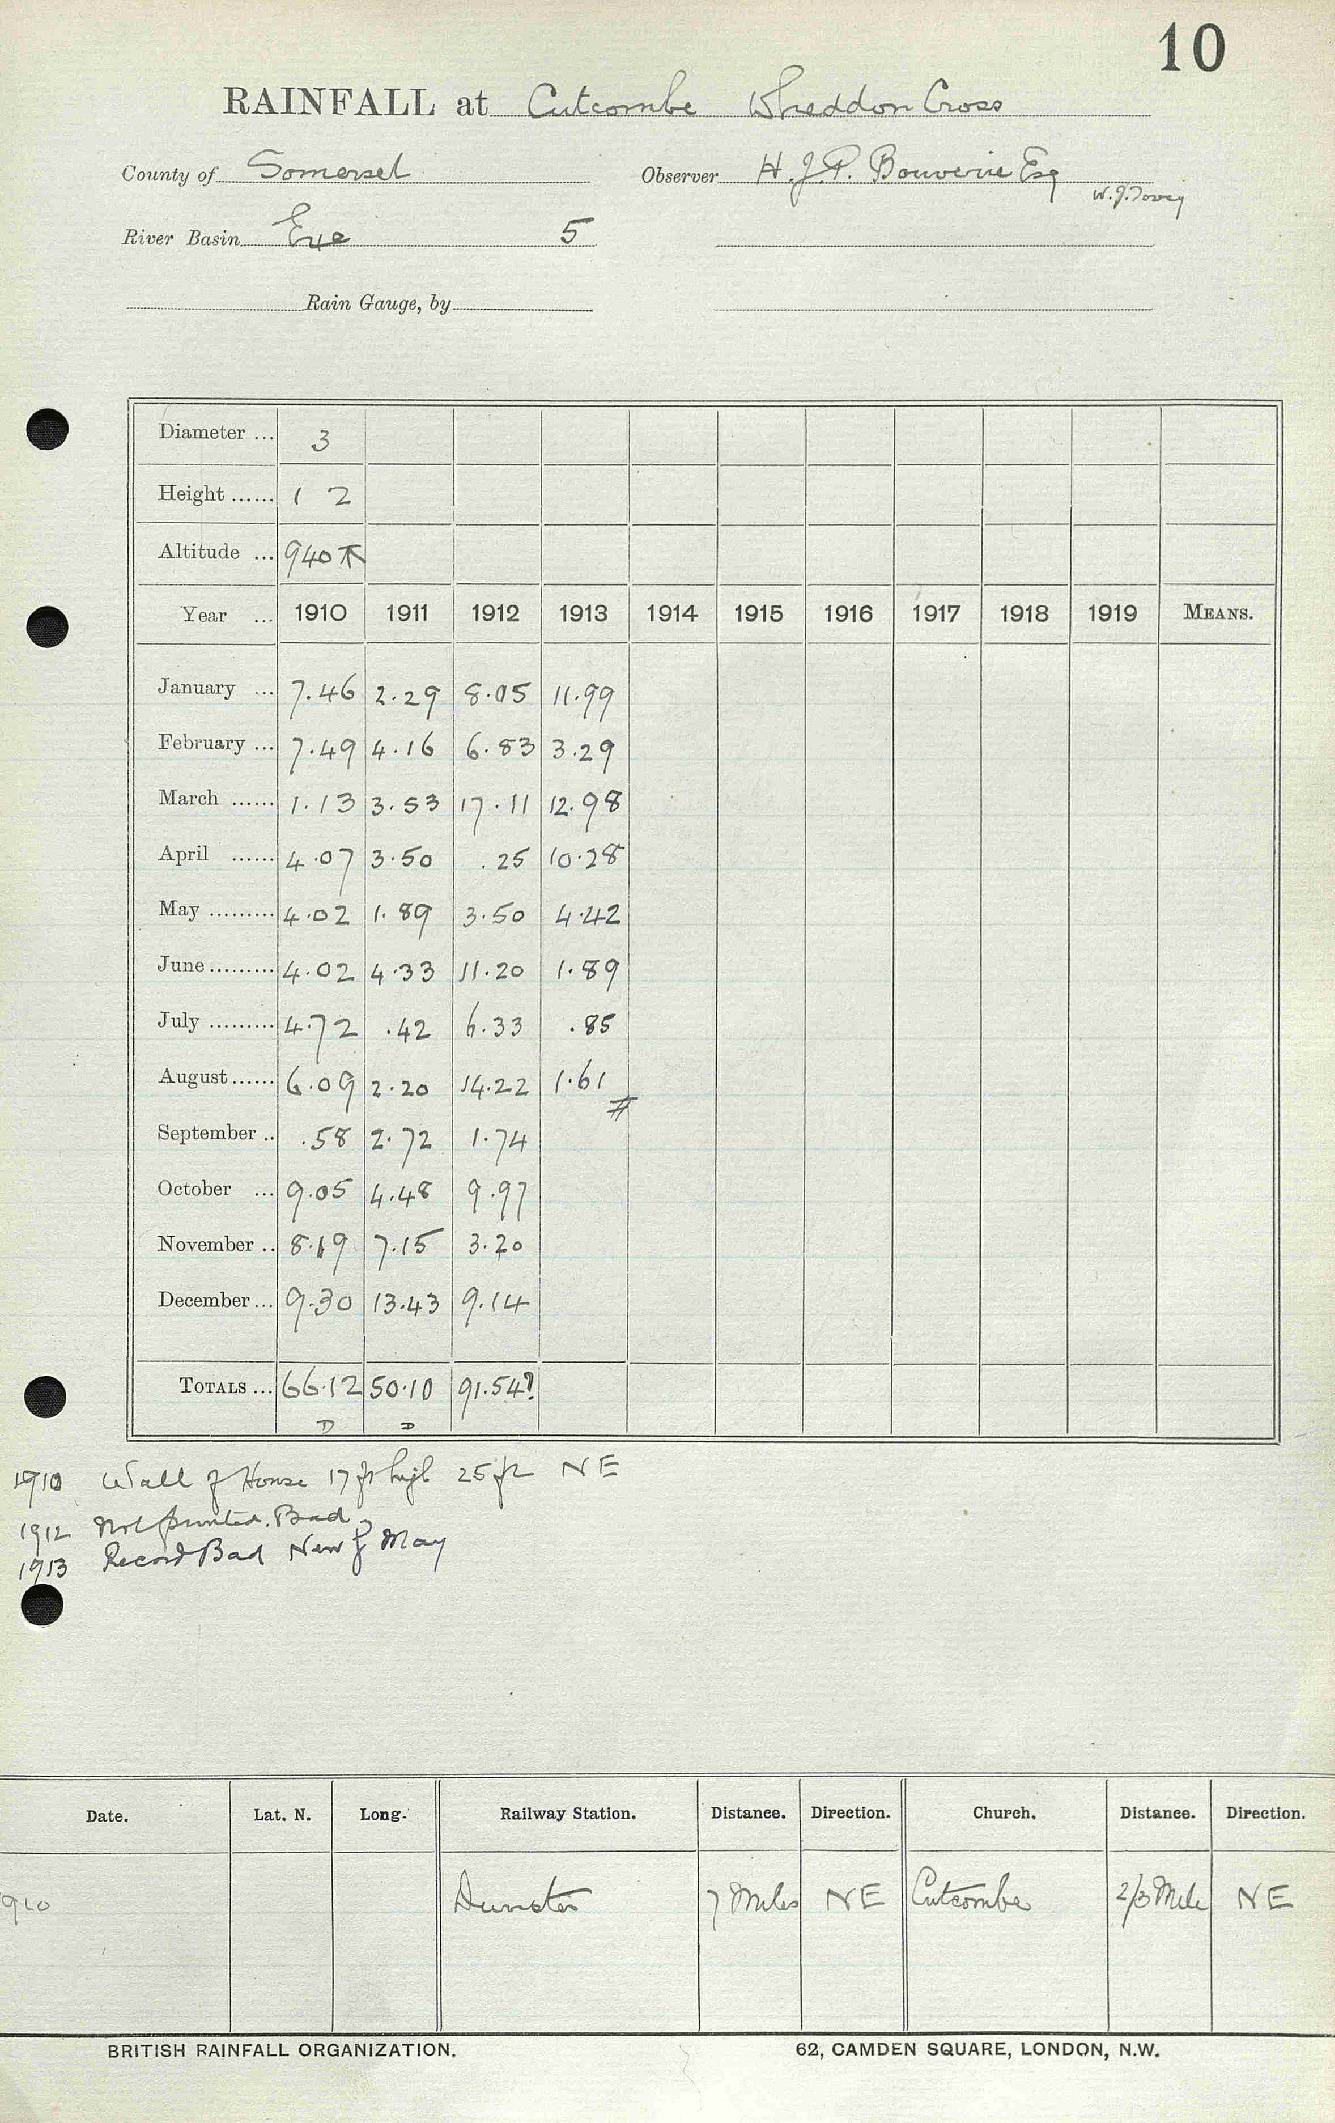 10
RAINFALL at Cutcombe Wheddon Cross
County of Somerset Observer H. J. P. Bouverie Esq
W. J. Tovey
River Basin Exe 5
Rain Gauge, by
Diameter ... 3
Height ...... 1 2
Altitude ... 940
Year ... 1910 1911 1912 1913 1914 1915 1916 1917 1918 1919 MEANS.
January ... 7.46 2.29 8.05 11.99
February ... 7.49 4.16 6.83 3.29
March ...... 1.13 3.53 17.11 12.98
April ...... 4.07 3.50 .25 10.28
May ......... 4.02 1.89 3.50 4.42
June ......... 4.02 4.33 11.20 1.89
July ......... 4.72 .42 6.33 .85
August ...... 6.09 2.20 14.22 1.61
September .. .58 2.72 1.74
October ... 9.05 4.48 9.97
November .. 8.19 7.15 3.20
December ... 9.30 13.43 9.14
TOTALS ... 66.12 50.10 91.54?
D D
1910 Wall of House 17 ft high 25 ft NE
1912 Not printed. Bad
1913 Record Bad New May
Date. Lat. N. Long. Railway Station. Distance. Direction. Church. Distance. Direction.
1910 Dunster 7 Miles NE Cutcombe 2/3 Mile NE
BRITISH RAINFALL ORGANIZATION. 62, CAMDEN SQUARE, LONDON, N.W.